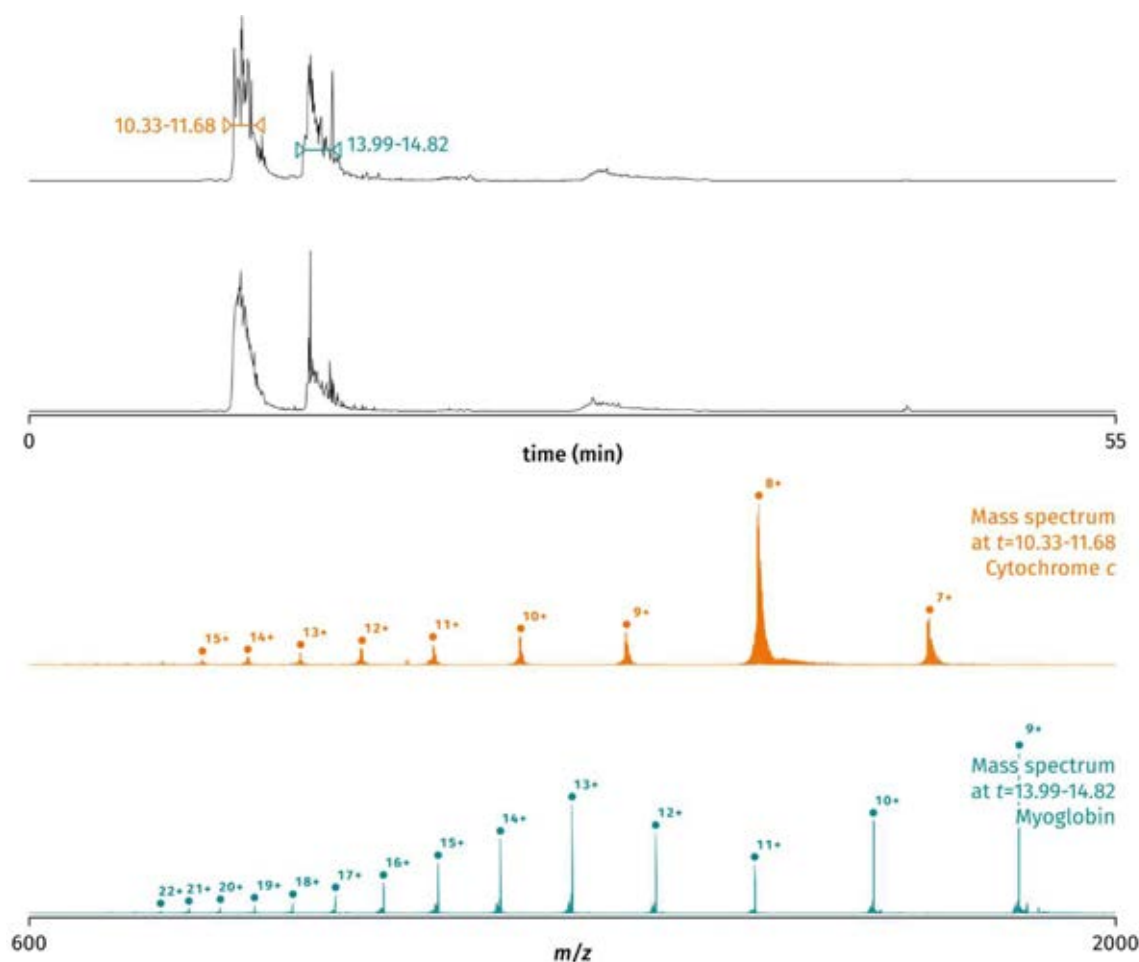 10.33-11.68
13.99-14.82
0
55
time (min)
8+
Mass spectrum
at t=10.33-11.68
Cytochrome c
15+ 14+ 13+ 12+ 11+ 10+ 9+ 7+
9+
Mass spectrum
at t=13.99-14.82
Myoglobin
22+ 21+ 20+ 19+ 18+ 17+ 16+ 15+ 14+ 13+ 12+ 11+ 10+
600
2000
m/z